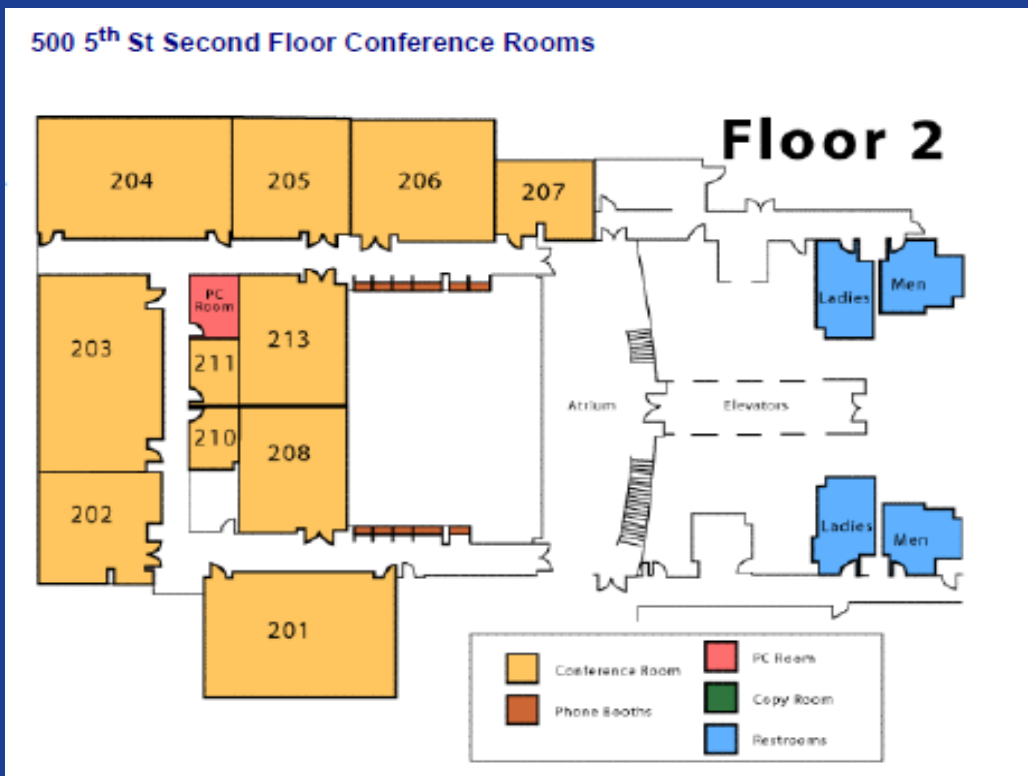 500 5th St Second Floor Conference Rooms
Floor 2
204
205
206
207
PC
Room
213
203
211
210
208
202
201
Ladies
Men
Atrium
Elevators
Ladies
Men
Conference Room
Phone Booths
PC Room
Copy Room
Restrooms